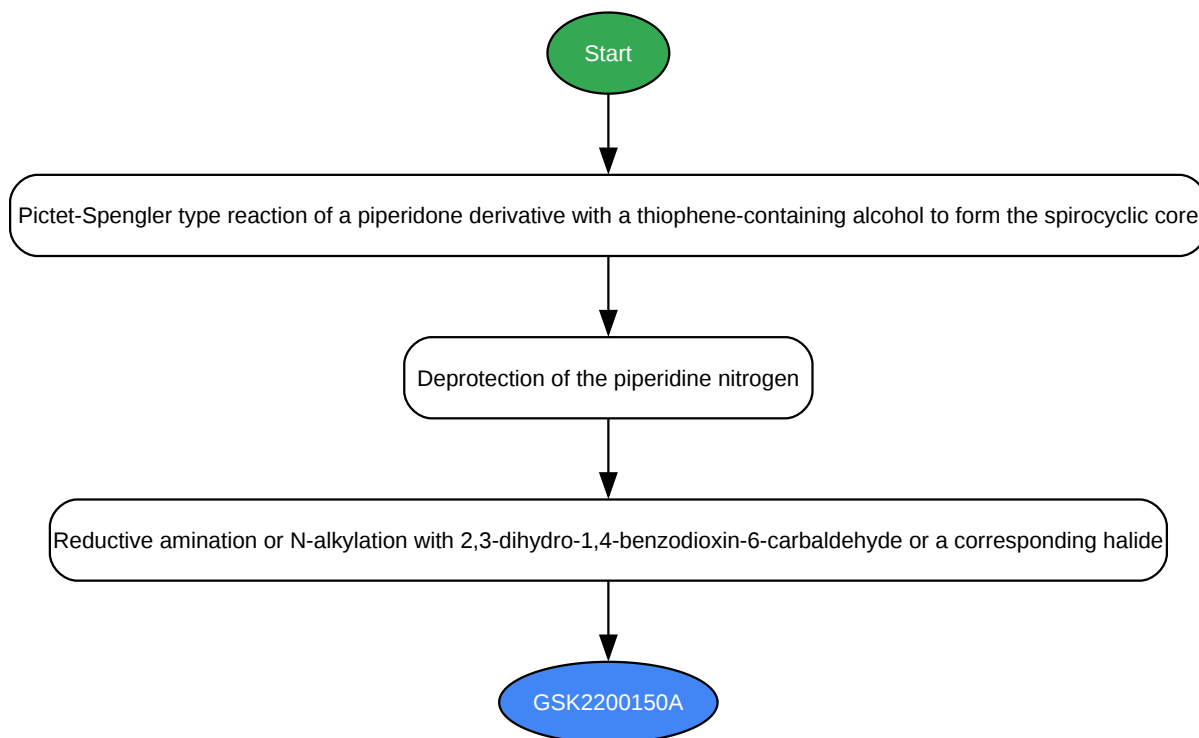 Start
Pictet-Spengler type reaction of a piperidone derivative with a thiophene-containing alcohol to form the spirocyclic core
Deprotection of the piperidine nitrogen
Reductive amination or N-alkylation with 2,3-dihydro-1,4-benzodioxin-6-carbaldehyde or a corresponding halide
GSK2200150A